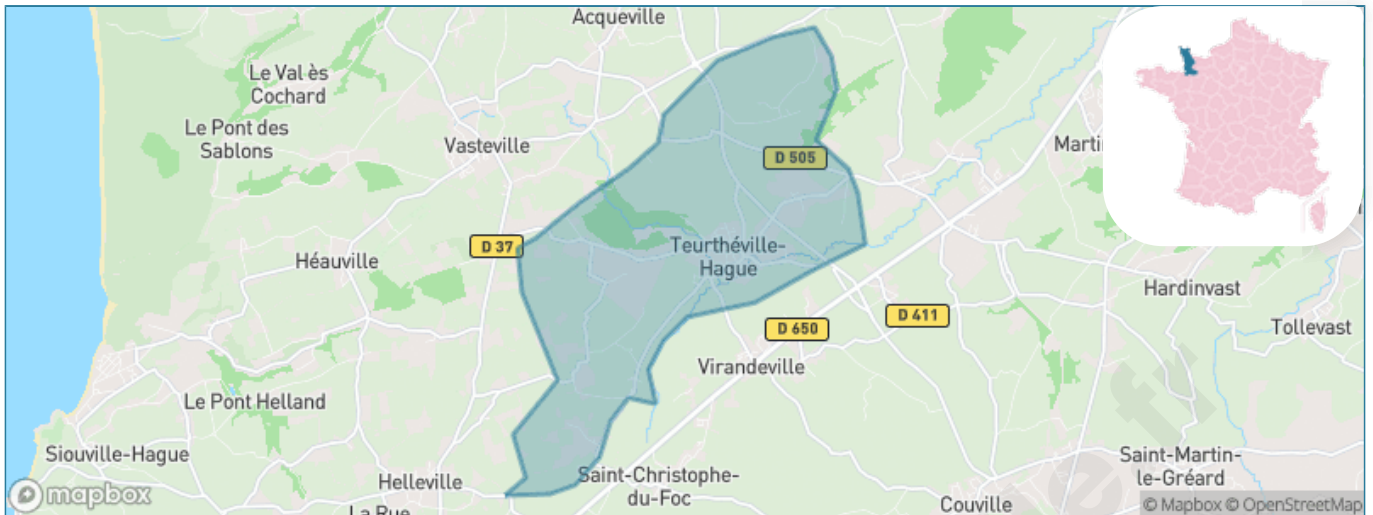 Acqueville
Le Val ès
Cochard
Le Pont des
Sablons
Vasteville
D 505
D 37
Héauville
Teurthéville-
Hague
Hardinvast
D 411
D 650
Tollevast
Virandeville
Le Pont Helland
Siouville-Hague
Helleville
Saint-Christophe-
du-Foc
Saint-Martin-
le-Gréard
Couville
mapbox
© Mapbox © OpenStreetMap